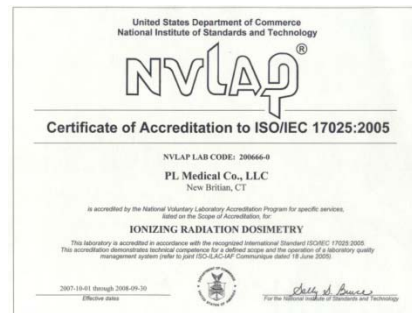 United States Department of Commerce
National Institute of Standards and Technology
NVLAP®
Certificate of Accreditation to ISO/IEC 17025:2005
NVLAP LAB CODE: 200666-0
PL Medical Co., LLC
New Britian, CT
is accredited by the National Voluntary Laboratory Accreditation Program for specific services,
listed on the Scope of Accreditation, for:
IONIZING RADIATION DOSIMETRY
This laboratory is accredited in accordance with the recognized International Standard ISO/IEC 17025:2005.
This accreditation demonstrates technical competence for a defined scope and the operation of a laboratory quality
management system (refer to joint ISO-ILAC-IAF Communique dated 18 June 2005).
2007-10-01 through 2008-09-30
Effective dates
Sally S. Bruce
For the National Institute of Standards and Technology